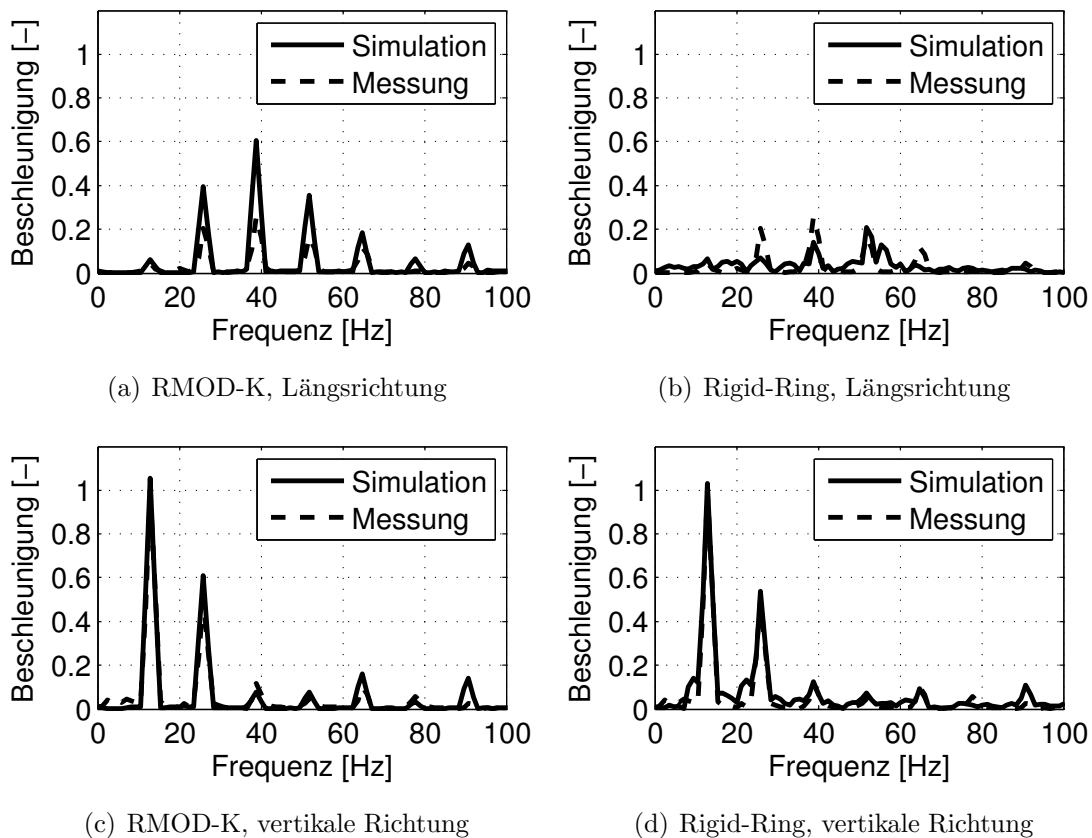 Beschleunigung [−]
1
0.8
0.6
0.4
0.2
0
Simulation
Messung
0 20 40 60 80 100
Frequenz [Hz]
(a) RMOD-K, Längsrichtung
Beschleunigung [−]
1
0.8
0.6
0.4
0.2
0
Simulation
Messung
0 20 40 60 80 100
Frequenz [Hz]
(b) Rigid-Ring, Längsrichtung
Beschleunigung [−]
1
0.8
0.6
0.4
0.2
0
Simulation
Messung
0 20 40 60 80 100
Frequenz [Hz]
(c) RMOD-K, vertikale Richtung
Beschleunigung [−]
1
0.8
0.6
0.4
0.2
0
Simulation
Messung
0 20 40 60 80 100
Frequenz [Hz]
(d) Rigid-Ring, vertikale Richtung